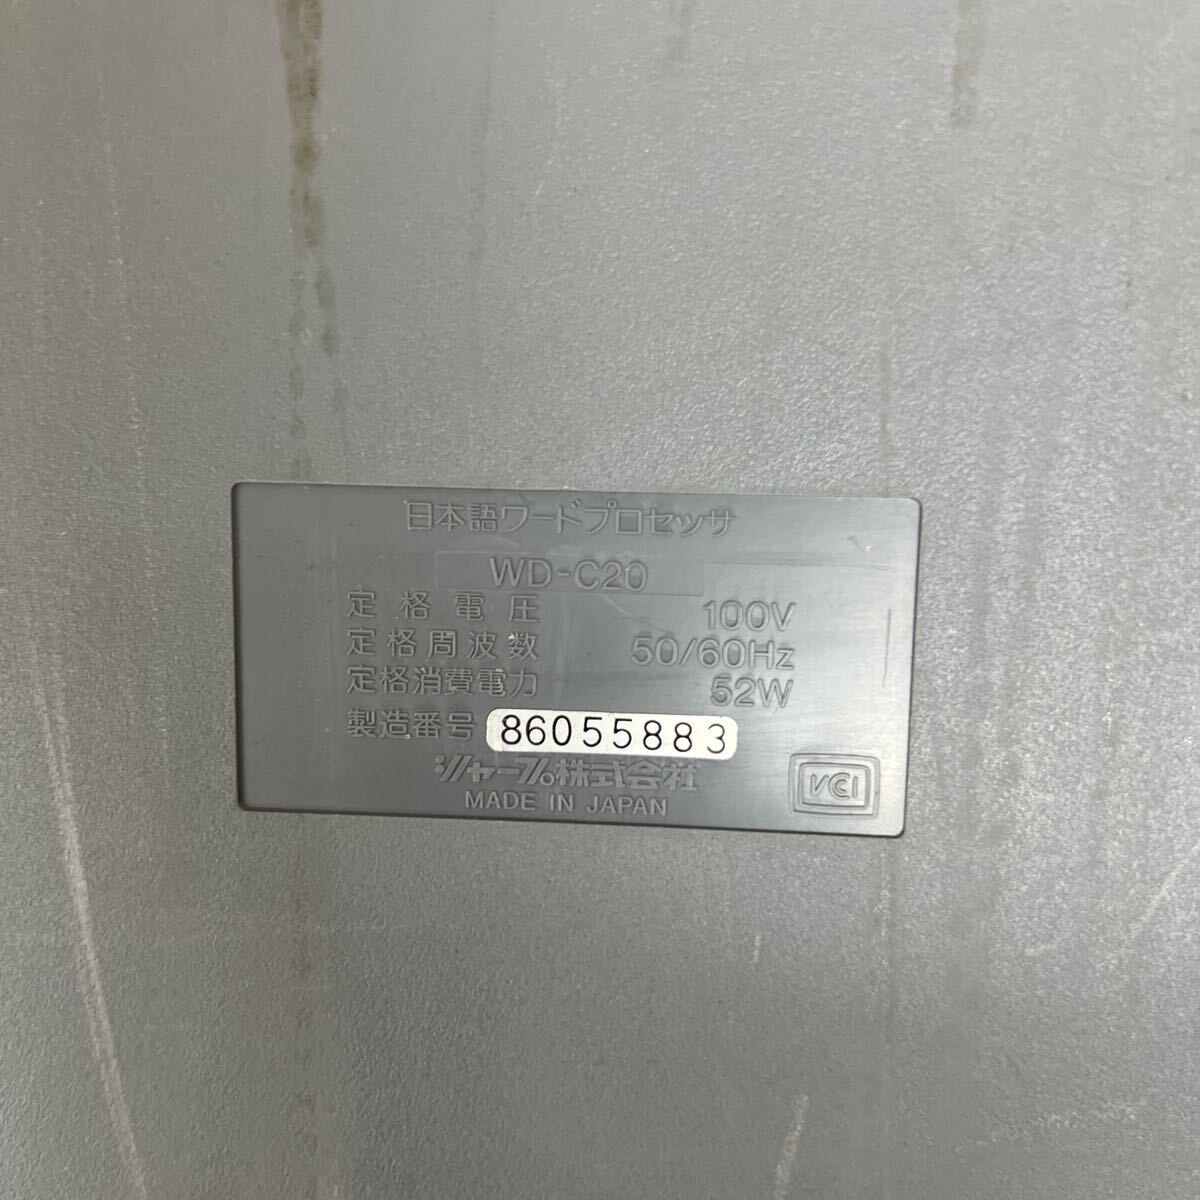 日本語ワードプロセッサ
WD-C20
定格電圧 100V
定格周波数 50/60Hz
定格消費電力 52W
製造番号 86055883
シャープ株式会社
MADE IN JAPAN
VCI